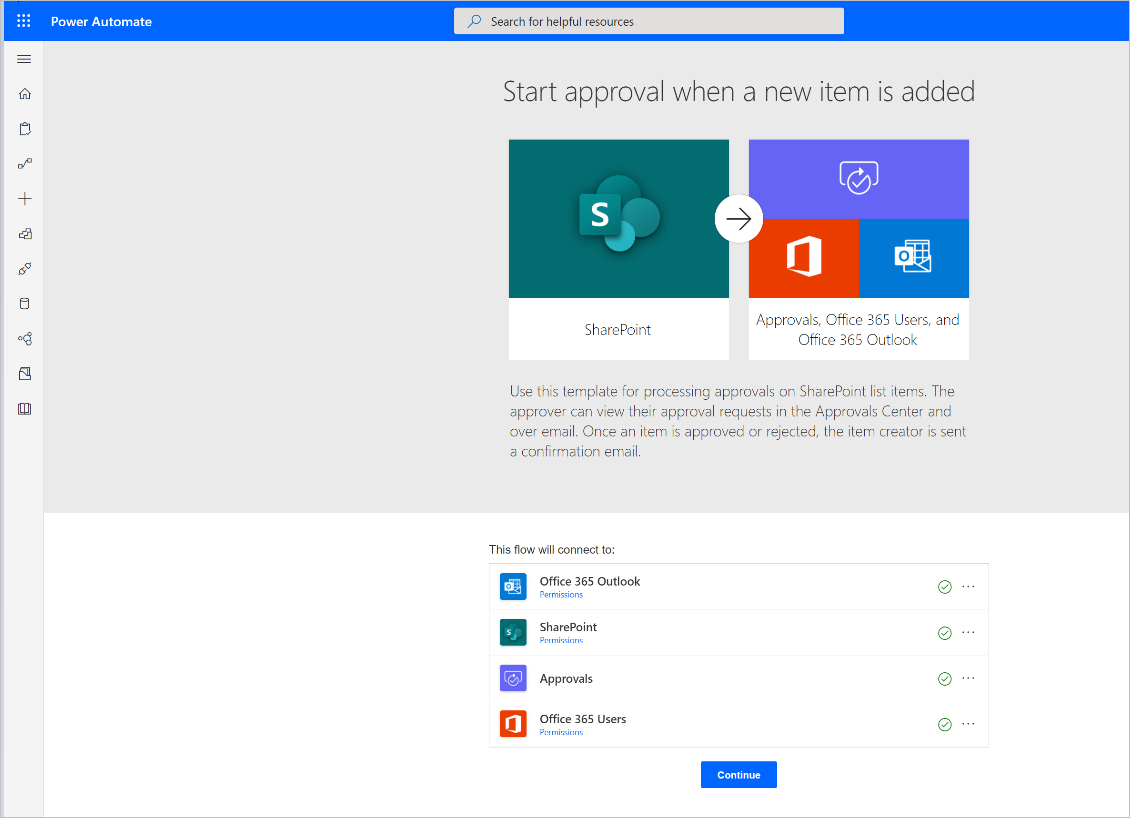 Power Automate
Search for helpful resources
Start approval when a new item is added
S
SharePoint
Approvals, Office 365 Users, and
Office 365 Outlook
Use this template for processing approvals on SharePoint list items. The
approver can view their approval requests in the Approvals Center and
over email. Once an item is approved or rejected, the item creator is sent
a confirmation email.
This flow will connect to:
Office 365 Outlook
Permissions
SharePoint
Permissions
Approvals
Office 365 Users
Permissions
Continue